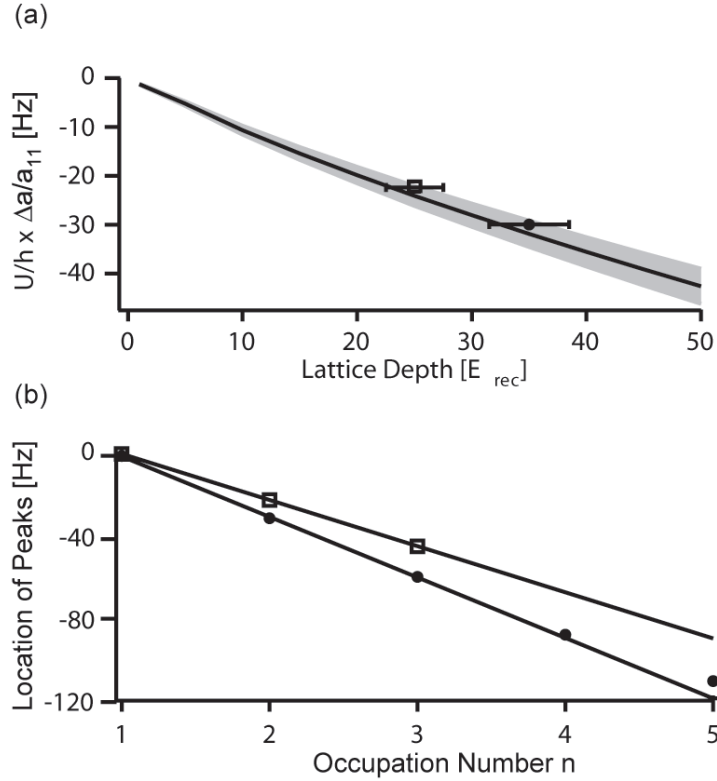 (a)
U/h x Δa/a11 [Hz]
0
-10
-20
-30
-40
0 10 20 30 40 50
Lattice Depth [E rec]
(b)
Location of Peaks [Hz]
0
-40
-80
-120
1 2 3 4 5
Occupation Number n